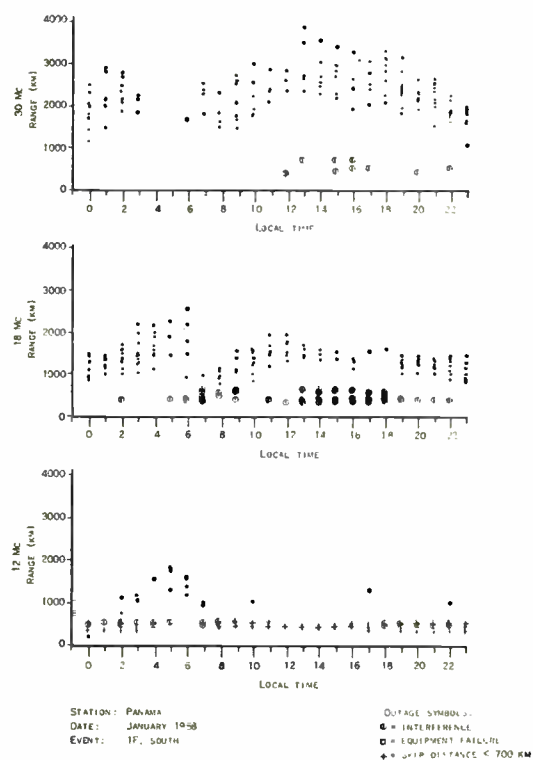 4000
3000
2000
1000
0
30 MC
RANGE (KM)
0 2 4 6 8 10 12 14 16 18 20 22
LOCAL TIME
4000
3000
2000
1000
0
18 MC
RANGE (KM)
0 2 4 6 8 10 12 14 16 18 20 22
LOCAL TIME
4000
3000
2000
1000
0
12 MC
RANGE (KM)
0 2 4 6 8 10 12 14 16 18 20 22
LOCAL TIME
STATION: PANAMA
DATE: JANUARY 1958
EVENT: 1F, SOUTH
OUTAGE SYMBOLS:
= INTERFERENCE
= EQUIPMENT FAILURE
+ = SKIP DISTANCE < 700 KM